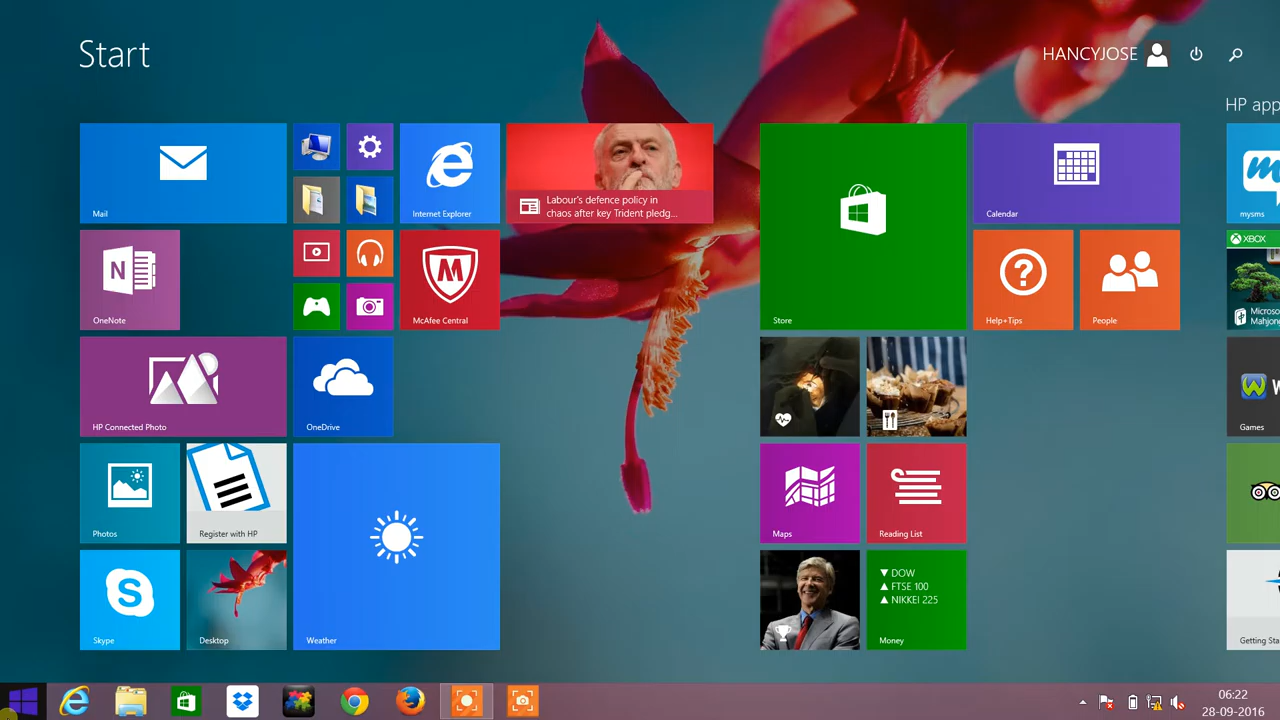 Start
HANCYJOSE
HP app
Mail
Internet Explorer
Labour's defence policy in
chaos after key Trident pledg...
Store
Calendar
mysms
N
OneNote
M
McAfee Central
?
Help+Tips
People
XBOX
Microso
Mahjon
HP Connected Photo
OneDrive
W
Games
Photos
Register with HP
Maps
Reading List
S
Skype
Desktop
Weather
▼ DOW
▲ FTSE 100
▲ NIKKEI 225
Money
Getting Sta
06:22
28-09-2016